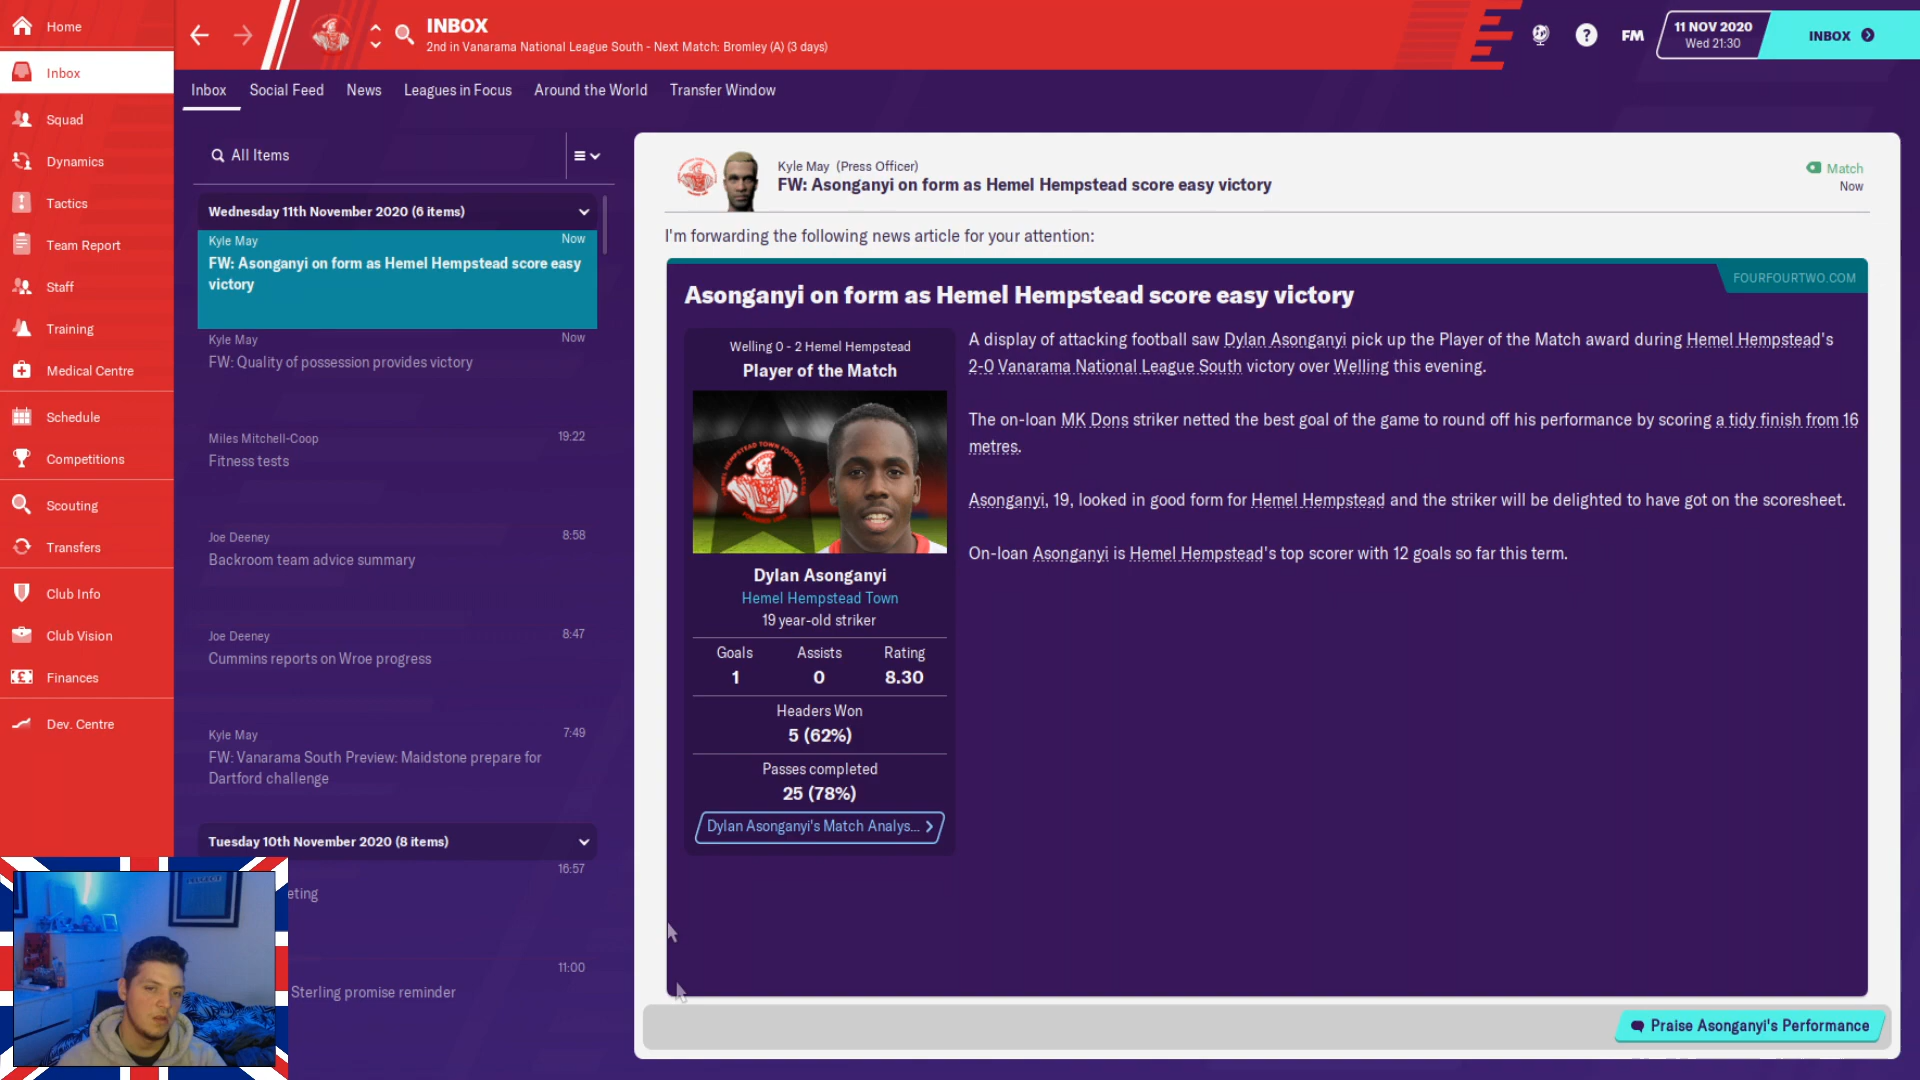 Home
Inbox
Squad
Dynamics
Tactics
Team Report
Staff
Training
Medical Centre
Schedule
Competitions
Scouting
Transfers
Club Info
Club Vision
Finances
Dev. Centre
INBOX
2nd in Vanarama National League South - Next Match: Bromley (A) (3 days)
?
FM
11 NOV 2020
Wed 21:30
INBOX
Inbox
Social Feed
News
Leagues in Focus
Around the World
Transfer Window
All Items
Wednesday 11th November 2020 (6 items)
Kyle May
Now
FW: Asonganyi on form as Hemel Hempstead score easy
victory
Kyle May
Now
FW: Quality of possession provides victory
Miles Mitchell-Coop
19:22
Fitness tests
Joe Deeney
8:58
Backroom team advice summary
Joe Deeney
8:47
Cummins reports on Wroe progress
Kyle May
7:49
FW: Vanarama South Preview: Maidstone prepare for
Dartford challenge
Tuesday 10th November 2020 (8 items)
16:57
eting
11:00
Sterling promise reminder
Kyle May (Press Officer)
FW: Asonganyi on form as Hemel Hempstead score easy victory
Match
Now
I'm forwarding the following news article for your attention:
FOURFOURTWO.COM
Asonganyi on form as Hemel Hempstead score easy victory
Welling 0 - 2 Hemel Hempstead
Player of the Match
Dylan Asonganyi
Hemel Hempstead Town
19 year-old striker
Goals
Assists
Rating
1
0
8.30
Headers Won
5 (62%)
Passes completed
25 (78%)
Dylan Asonganyi's Match Analys...
A display of attacking football saw Dylan Asonganyi pick up the Player of the Match award during Hemel Hempstead's
2-0 Vanarama National League South victory over Welling this evening.
The on-loan MK Dons striker netted the best goal of the game to round off his performance by scoring a tidy finish from 16
metres.
Asonganyi, 19, looked in good form for Hemel Hempstead and the striker will be delighted to have got on the scoresheet.
On-loan Asonganyi is Hemel Hempstead's top scorer with 12 goals so far this term.
Praise Asonganyi's Performance